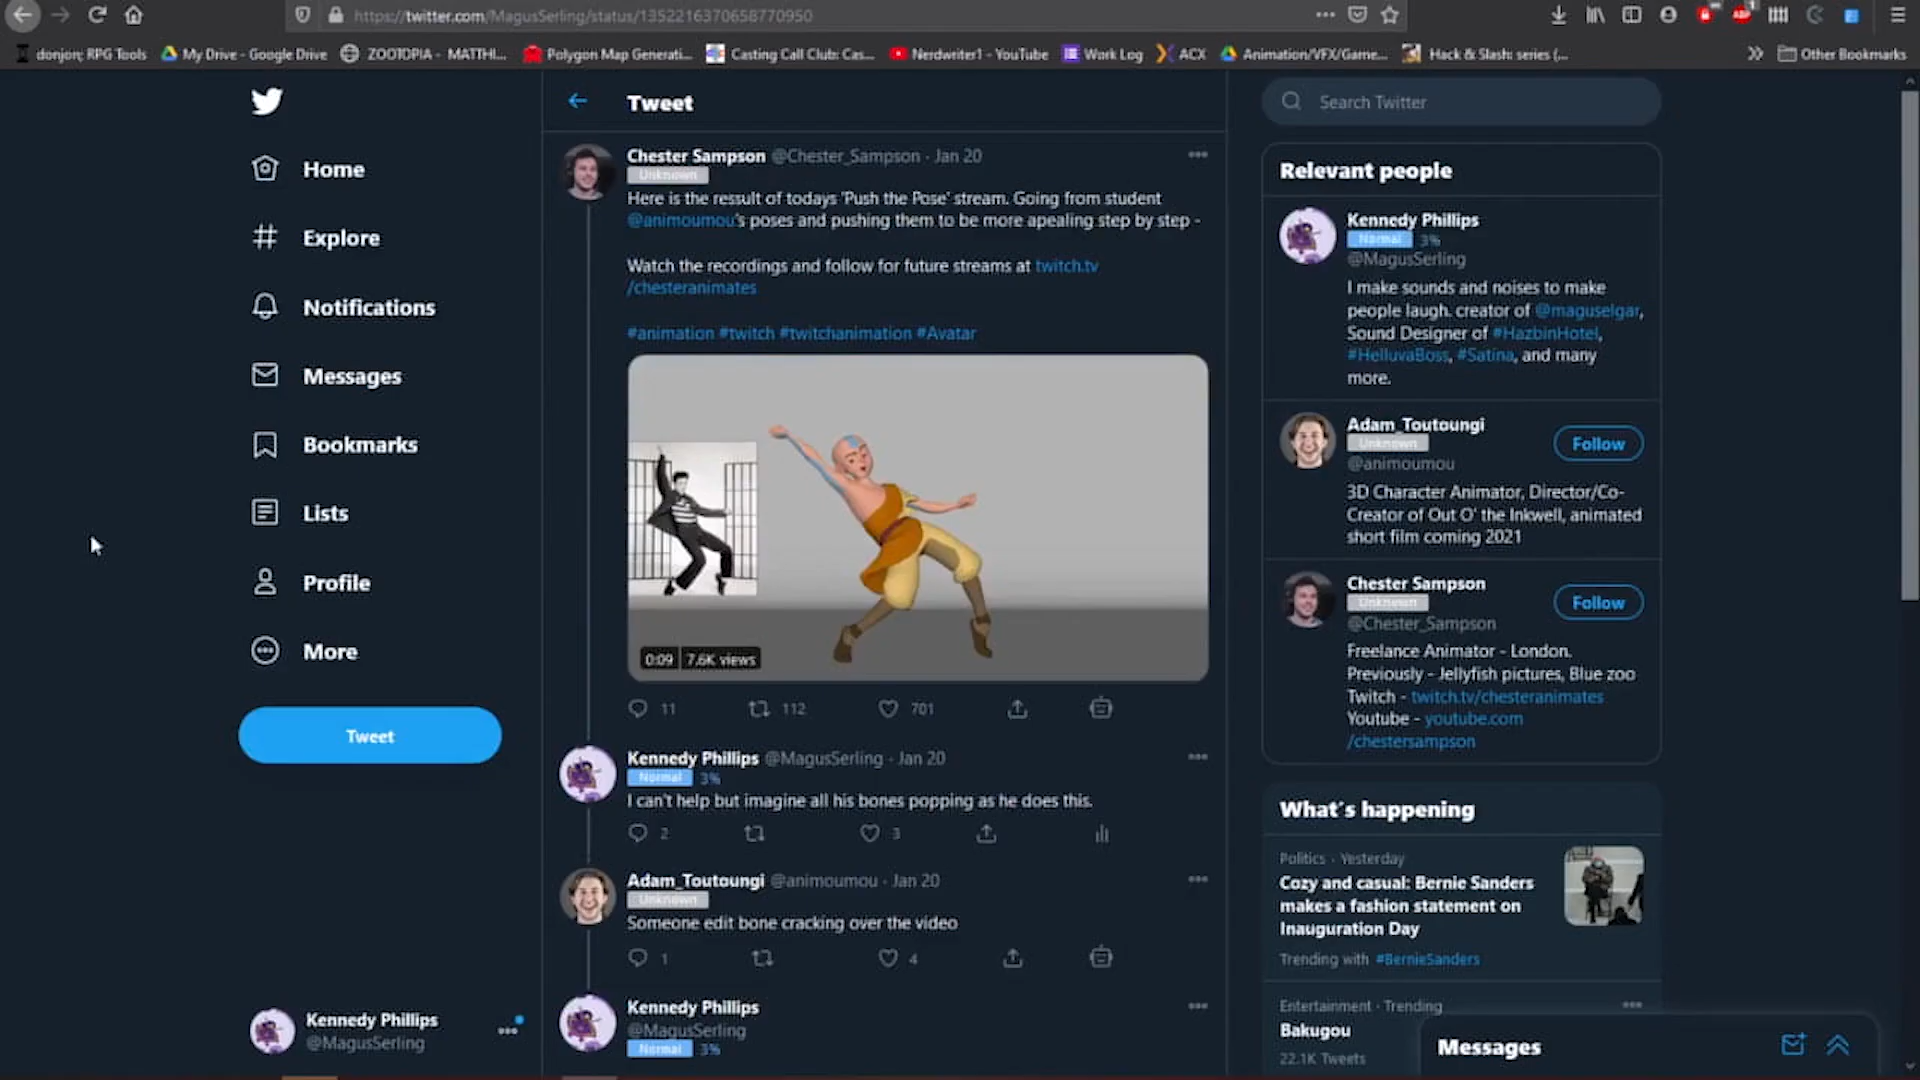 https://twitter.com/MagusSerling/status/1352216370658770950
donjon; RPG Tools
My Drive - Google Drive
ZOOTOPIA - MATTHI...
Polygon Map Generati...
Casting Call Club: Cas...
Nerdwriter1 - YouTube
Work Log
ACX
Animation/VFX/Game...
Hack & Slash: series (...
Other Bookmarks
Home
Explore
Notifications
Messages
Bookmarks
Lists
Profile
More
Tweet
Kennedy Phillips
@MagusSerling
Tweet
Chester Sampson @Chester_Sampson · Jan 20
Unknown
Here is the ressult of todays 'Push the Pose' stream. Going from student
@animoumou's poses and pushing them to be more apealing step by step -
Watch the recordings and follow for future streams at twitch.tv
/chesteranimates
#animation #twitch #twitchanimation #Avatar
0:09 7.6K views
11 112 701
Kennedy Phillips @MagusSerling · Jan 20
Normal 3%
I can't help but imagine all his bones popping as he does this.
2 3
Adam_Toutoungi @animoumou · Jan 20
Unknown
Someone edit bone cracking over the video
1 4
Kennedy Phillips
@MagusSerling
Normal 3%
Search Twitter
Relevant people
Kennedy Phillips
Normal 3%
@MagusSerling
I make sounds and noises to make
people laugh. creator of @maguselgar,
Sound Designer of #HazbinHotel,
#HelluvaBoss, #Satina, and many
more.
Adam_Toutoungi
Unknown
@animoumou
Follow
3D Character Animator, Director/Co-
Creator of Out O' the Inkwell, animated
short film coming 2021
Chester Sampson
Unknown
@Chester_Sampson
Follow
Freelance Animator - London.
Previously - Jellyfish pictures, Blue zoo
Twitch - twitch.tv/chesteranimates
Youtube - youtube.com
/chestersampson
What's happening
Politics · Yesterday
Cozy and casual: Bernie Sanders
makes a fashion statement on
Inauguration Day
Trending with #BernieSanders
Entertainment · Trending
Bakugou
22.1K Tweets
Messages